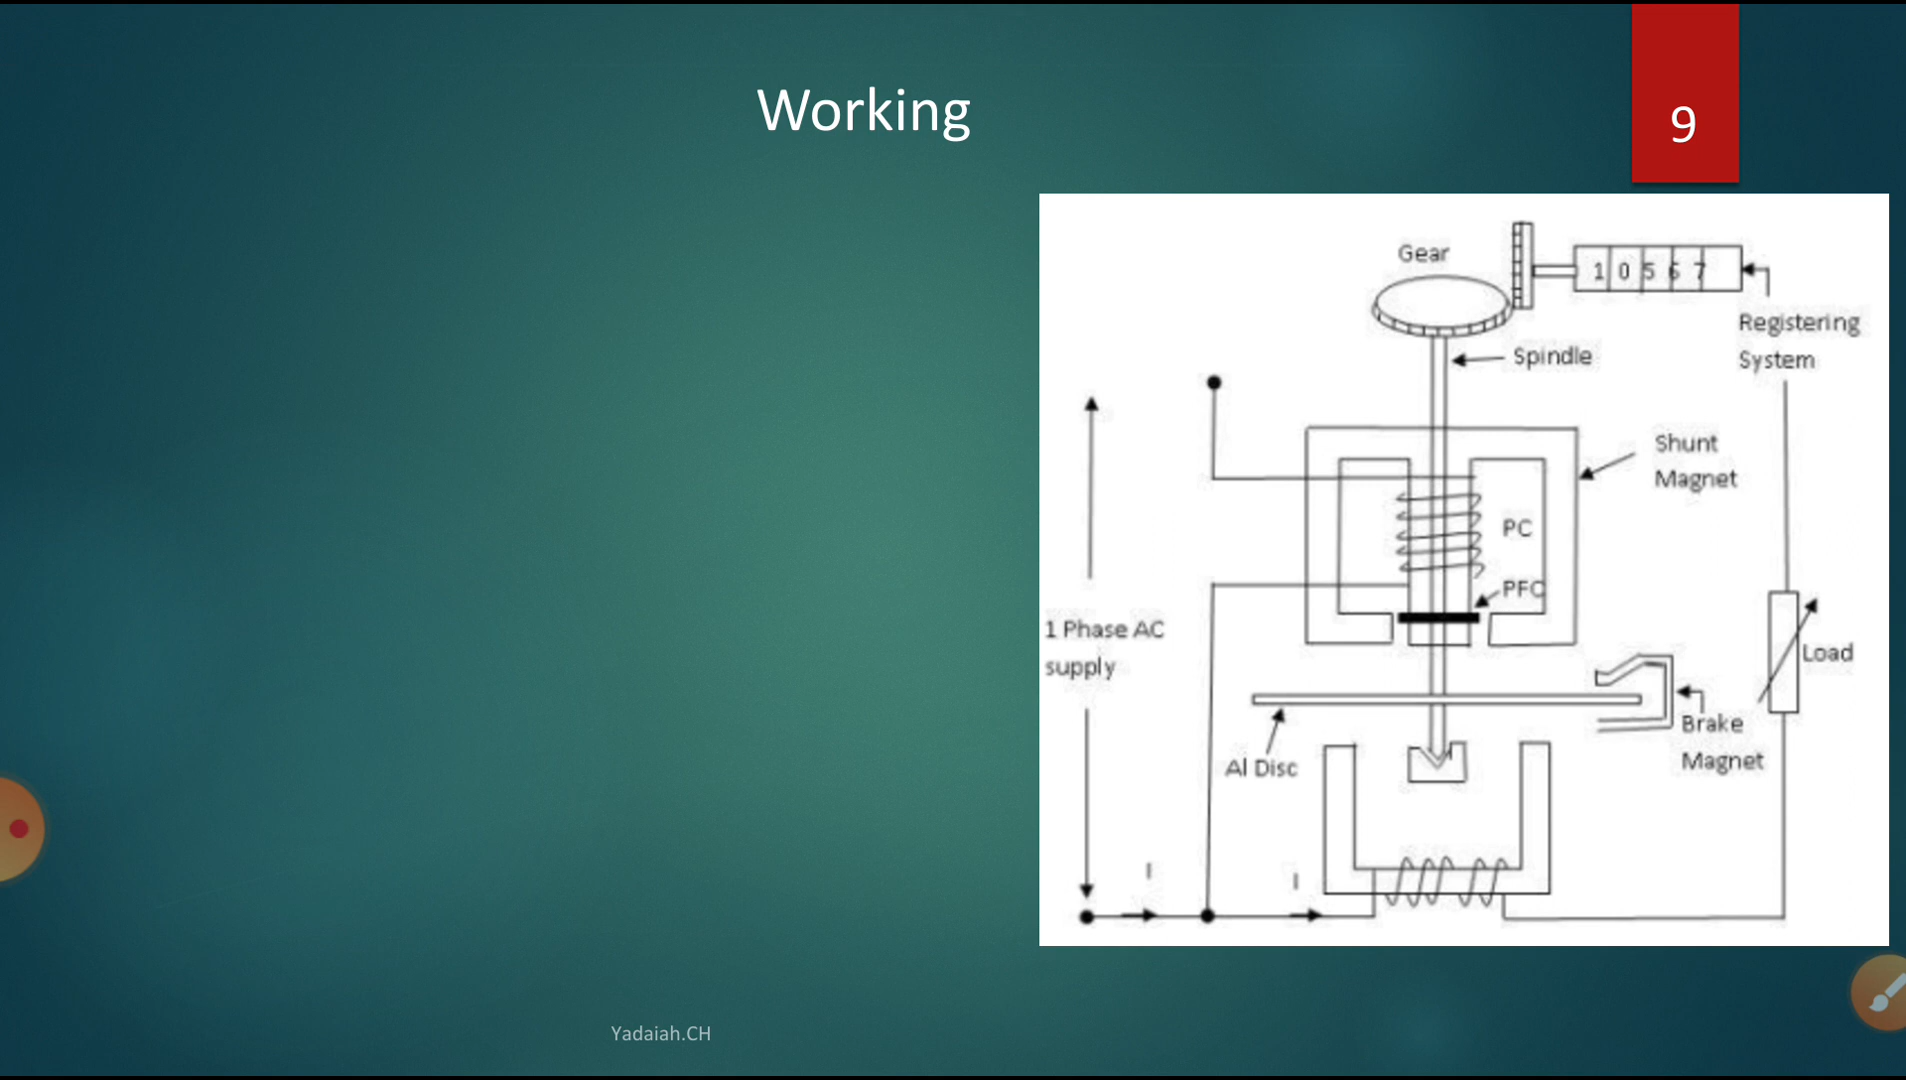 Working
9
Gear
1 0 5 6 7
Registering
System
Spindle
Shunt
Magnet
PC
PFC
1 Phase AC
supply
Load
Brake
Magnet
Al Disc
I
I
Yadaiah.CH